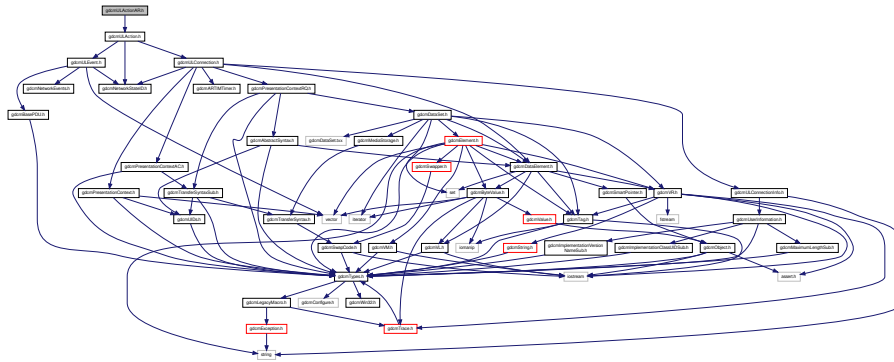 gdcmULActionAR.h
gdcmULAction.h
gdcmULEvent.h
gdcmULConnection.h
gdcmNetworkEvents.h
gdcmNetworkStateID.h
gdcmARTIMTimer.h
gdcmPresentationContextRQ.h
gdcmBasePDU.h
gdcmDataSet.h
gdcmAbstractSyntax.h
gdcmDataSet.txx
gdcmMediaStorage.h
gdcmElement.h
gdcmPresentationContextAC.h
gdcmSwapper.h
gdcmDataElement.h
gdcmPresentationContext.h
gdcmTransferSyntaxSub.h
set
gdcmByteValue.h
gdcmSmartPointer.h
gdcmVR.h
gdcmULConnectionInfo.h
gdcmUIDs.h
gdcmTransferSyntax.h
vector
iterator
gdcmValue.h
gdcmTag.h
fstream
gdcmUserInformation.h
gdcmSwapCode.h
gdcmVM.h
gdcmVL.h
iomanip
gdcmString.h
gdcmImplementationVersion
NameSub.h
gdcmImplementationClassUIDSub.h
gdcmObject.h
gdcmMaximumLengthSub.h
gdcmTypes.h
iostream
assert.h
gdcmLegacyMacro.h
gdcmConfigure.h
gdcmWin32.h
gdcmException.h
gdcmTrace.h
string